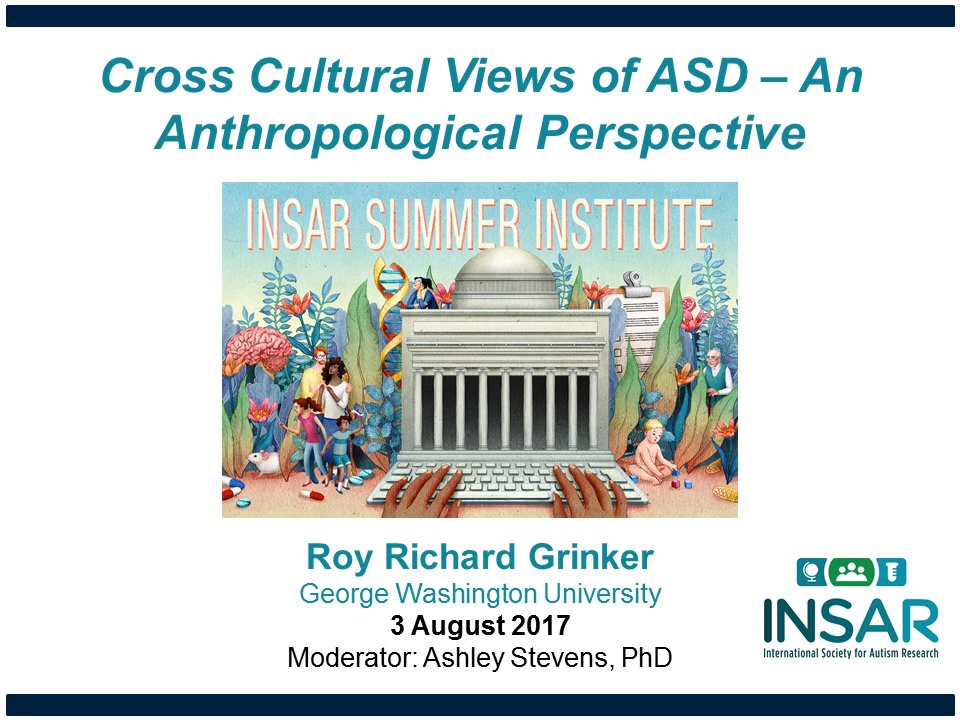 Cross Cultural Views of ASD – An
Anthropological Perspective
INSAR SUMMER INSTITUTE
Roy Richard Grinker
George Washington University
3 August 2017
Moderator: Ashley Stevens, PhD
INSAR
International Society for Autism Research